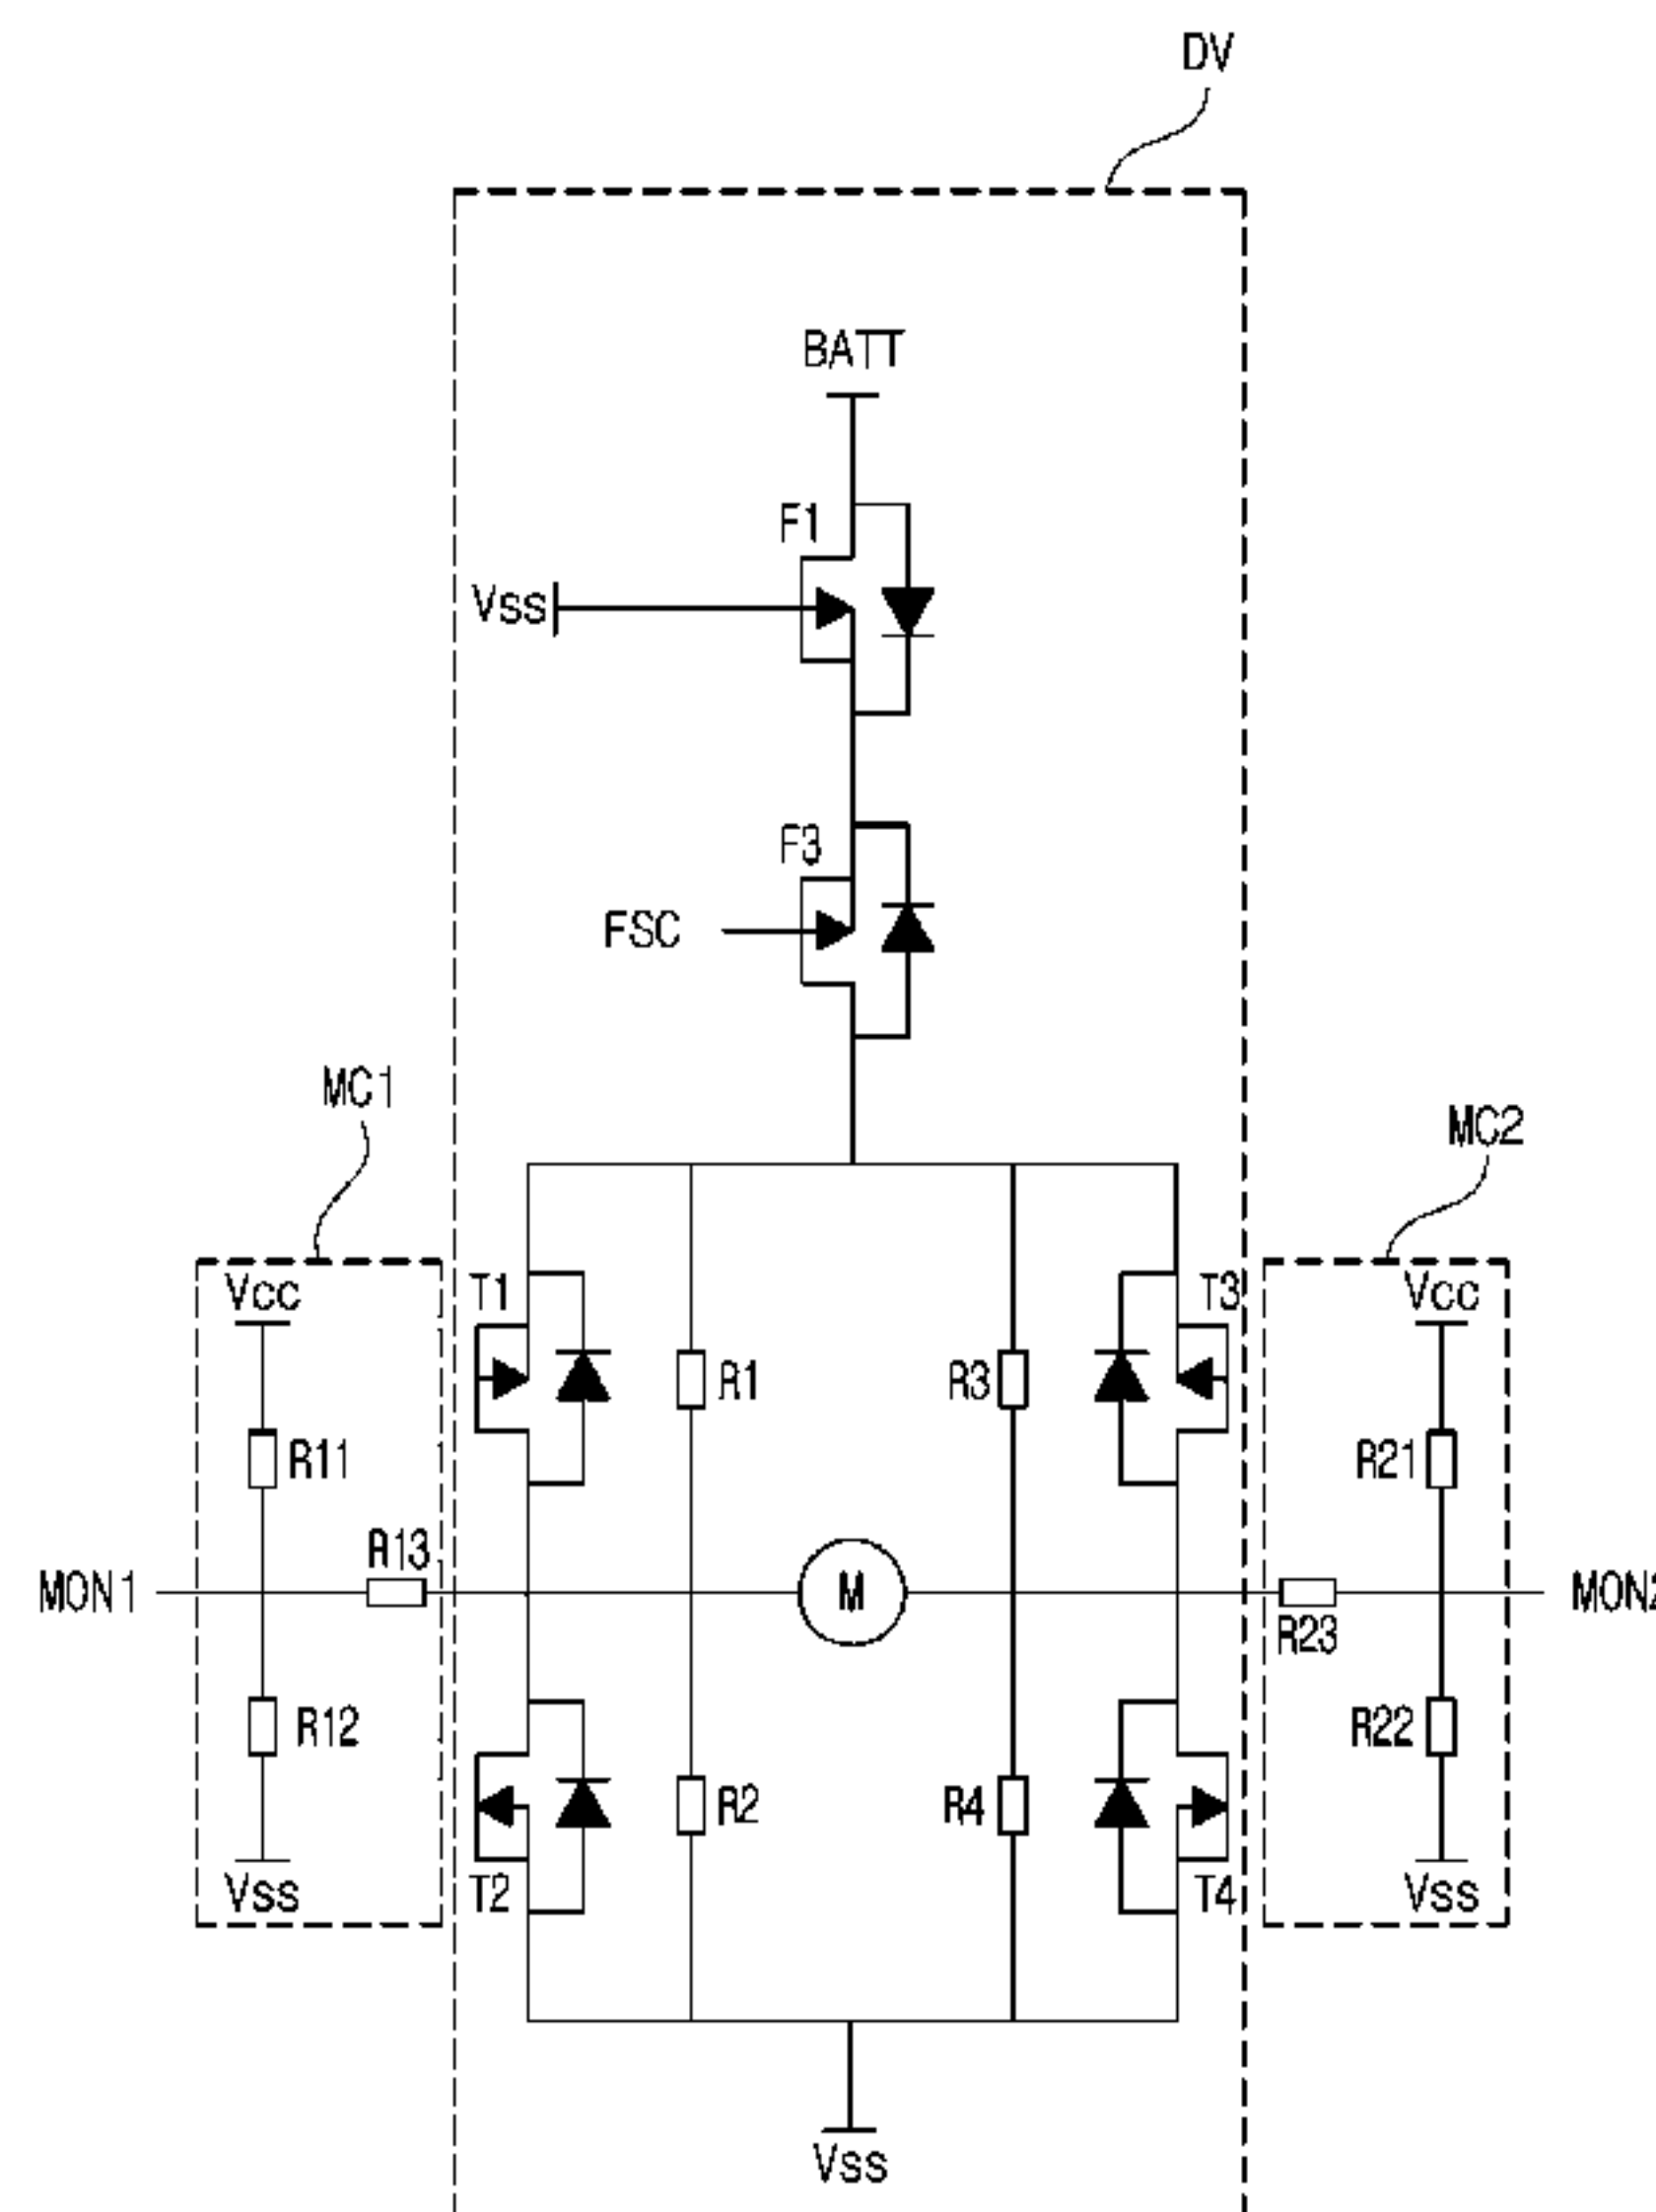 DV
BATT
F1
Vss
F3
FSC
MC1
MC2
Vcc
T1
T3
Vcc
R1
R3
R11
R21
R13
MON1
M
MON2
R23
R12
R22
R2
R4
Vss
T2
T4
Vss
Vss